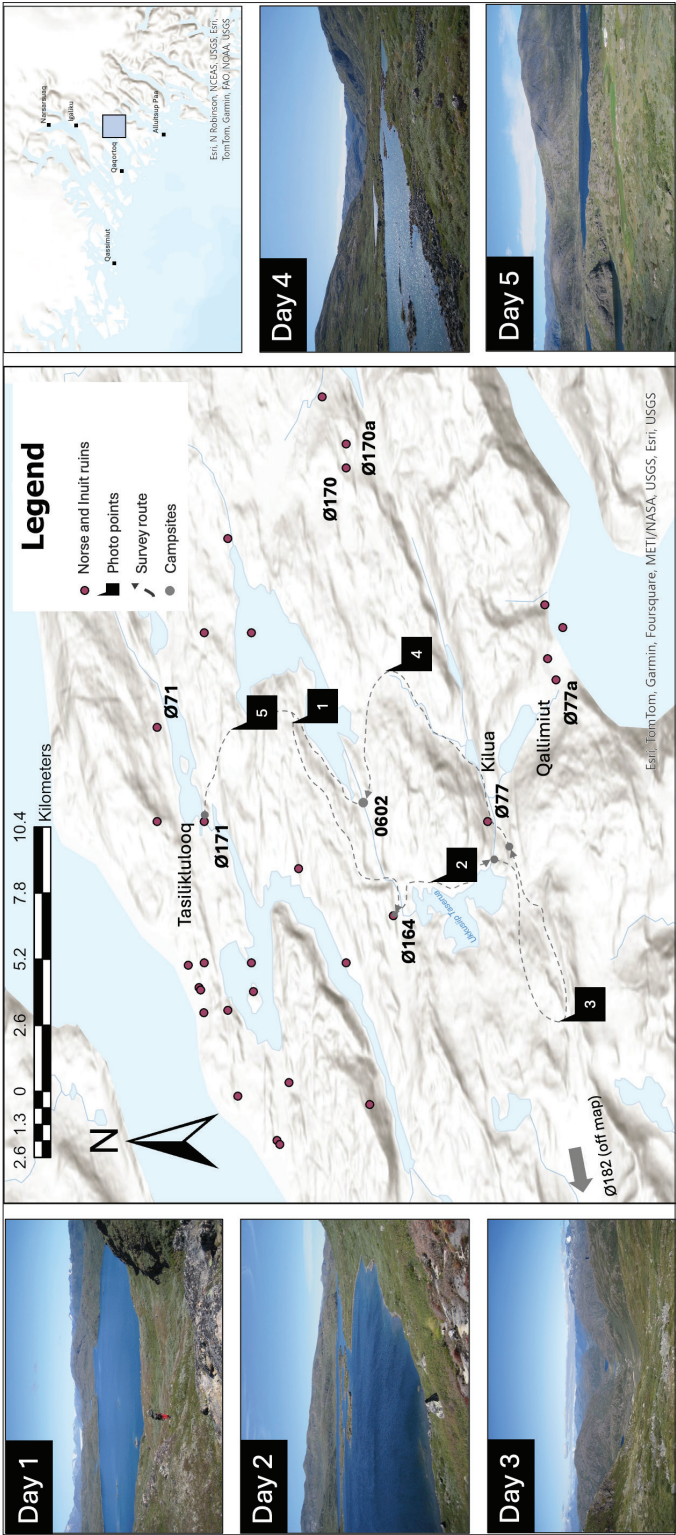 Day 1
Day 2
Day 3
2.6 1.3 0 2.6 5.2 7.8 10.4
Kilometers
N
Legend
Norse and Inuit ruins
Photo points
Survey route
Campsites
Ø71
Tasilikulooq
Ø171
5
1
0602
4
Ø170
Ø170a
Ø164
2
Ukkusip Tasersua
Kilua
Ø77
Qallimiut
Ø77a
3
Ø182 (off map)
Esri, TomTom, Garmin, Foursquare, METI/NASA, USGS, Esri, USGS
Narsarsuaq
Igaliku
Qaqortoq
Qassimiut
Alluitsup Paa
Esri, N Robinson, NCEAS, USGS, Esri,
TomTom, Garmin, FAO, NOAA, USGS
Day 4
Day 5